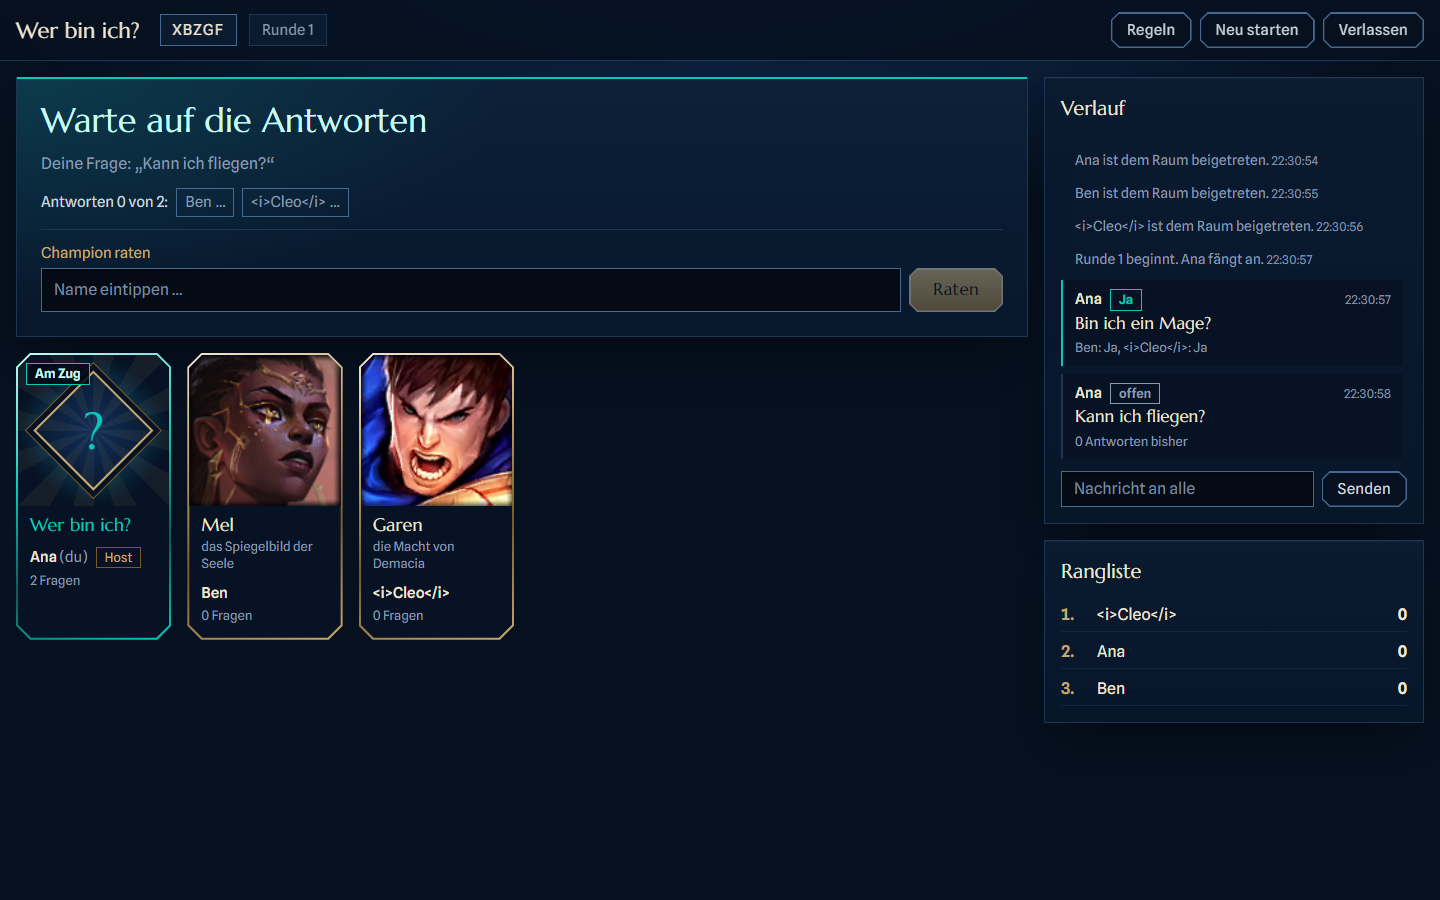 Wer bin ich?
XBZGF
Runde 1
Regeln
Neu starten
Verlassen
Warte auf die Antworten
Deine Frage: „Kann ich fliegen?“
Antworten 0 von 2: Ben ... <i>Cleo</i> ...
Champion raten
Name eintippen ...
Raten
Am Zug
?
Wer bin ich?
Ana (du) Host
2 Fragen
Mel
das Spiegelbild der
Seele
Ben
0 Fragen
Garen
die Macht von
Demacia
<i>Cleo</i>
0 Fragen
Verlauf
Ana ist dem Raum beigetreten. 22:30:54
Ben ist dem Raum beigetreten. 22:30:55
<i>Cleo</i> ist dem Raum beigetreten. 22:30:56
Runde 1 beginnt. Ana fängt an. 22:30:57
Ana Ja 22:30:57
Bin ich ein Mage?
Ben: Ja, <i>Cleo</i>: Ja
Ana offen 22:30:58
Kann ich fliegen?
0 Antworten bisher
Nachricht an alle
Senden
Rangliste
1. <i>Cleo</i> 0
2. Ana 0
3. Ben 0